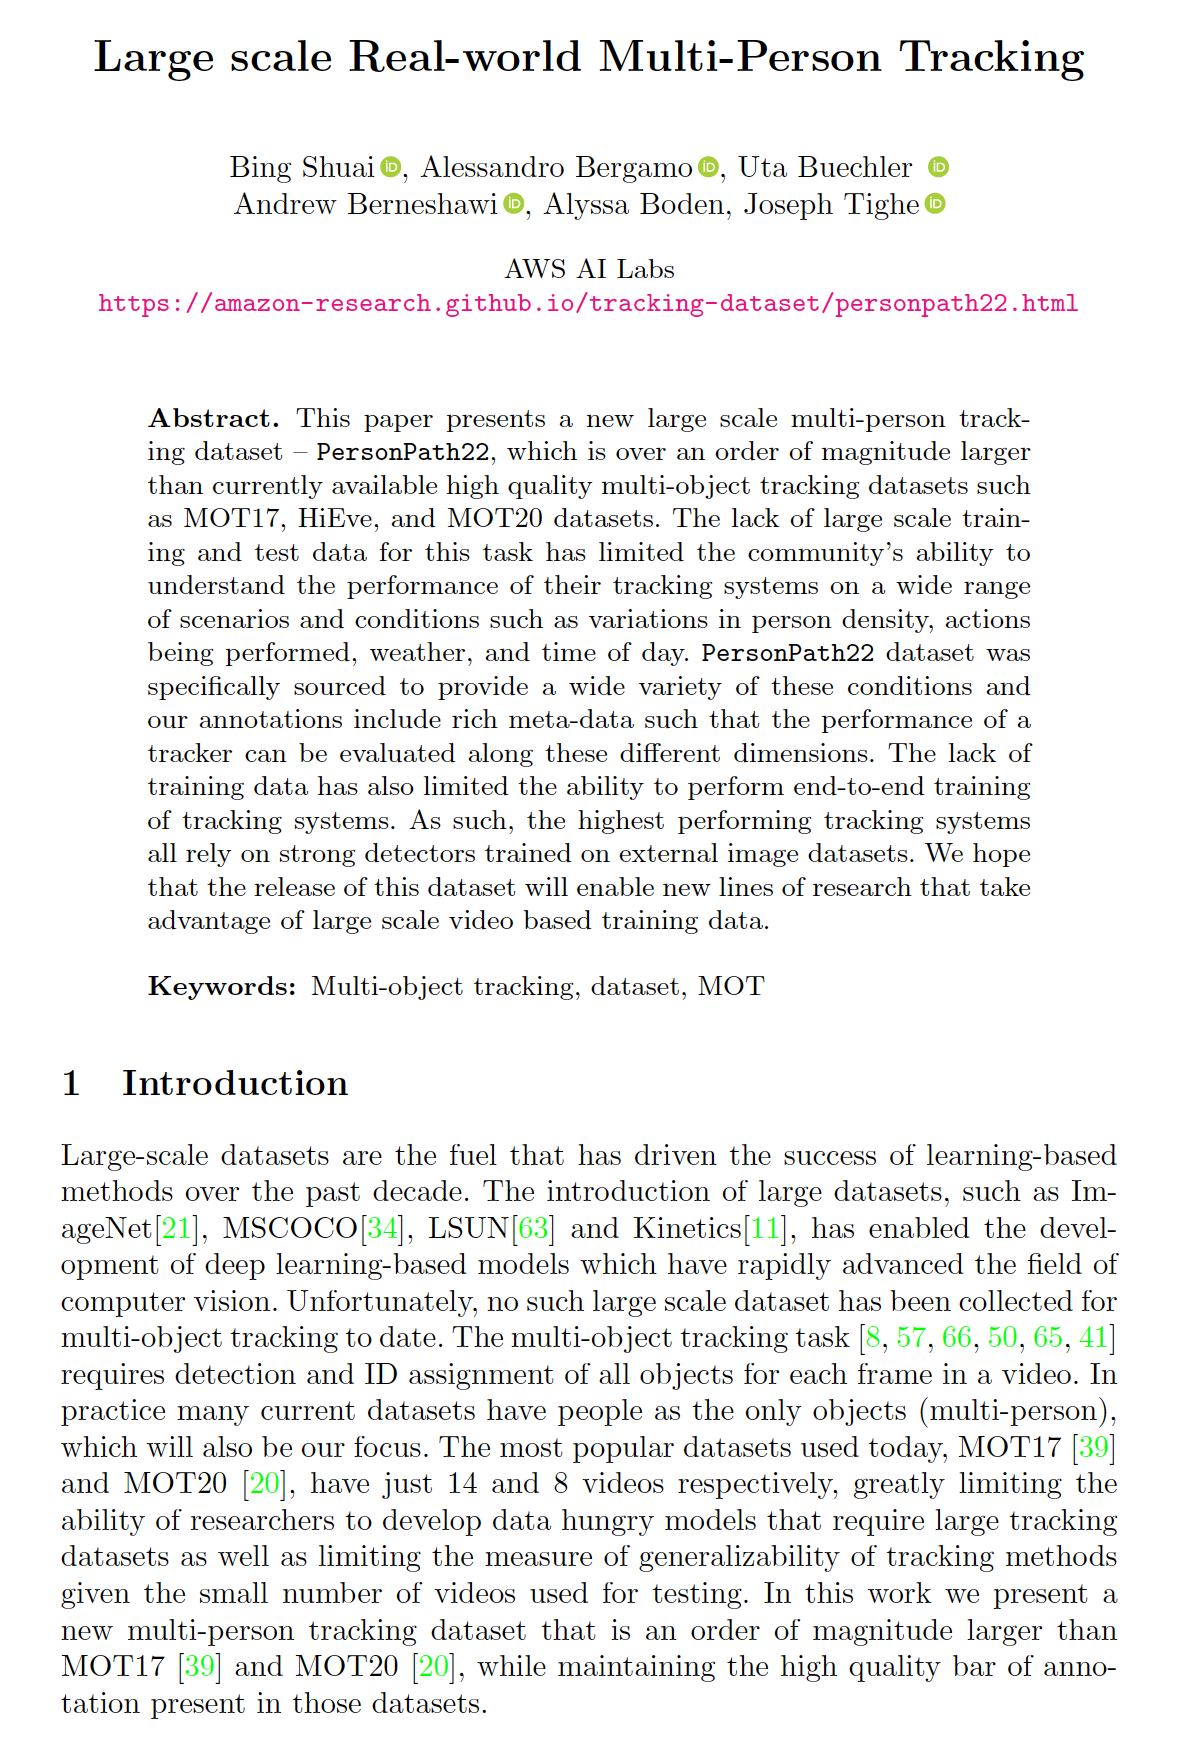 Large scale Real-world Multi-Person Tracking
Bing Shuai, Alessandro Bergamo, Uta Buechler
Andrew Berneshawi, Alyssa Boden, Joseph Tighe
AWS AI Labs
https://amazon-research.github.io/tracking-dataset/personpath22.html
Abstract. This paper presents a new large scale multi-person track-
ing dataset – PersonPath22, which is over an order of magnitude larger
than currently available high quality multi-object tracking datasets such
as MOT17, HiEve, and MOT20 datasets. The lack of large scale train-
ing and test data for this task has limited the community's ability to
understand the performance of their tracking systems on a wide range
of scenarios and conditions such as variations in person density, actions
being performed, weather, and time of day. PersonPath22 dataset was
specifically sourced to provide a wide variety of these conditions and
our annotations include rich meta-data such that the performance of a
tracker can be evaluated along these different dimensions. The lack of
training data has also limited the ability to perform end-to-end training
of tracking systems. As such, the highest performing tracking systems
all rely on strong detectors trained on external image datasets. We hope
that the release of this dataset will enable new lines of research that take
advantage of large scale video based training data.
Keywords: Multi-object tracking, dataset, MOT
1 Introduction
Large-scale datasets are the fuel that has driven the success of learning-based
methods over the past decade. The introduction of large datasets, such as Im-
ageNet[21], MSCOCO[34], LSUN[63] and Kinetics[11], has enabled the devel-
opment of deep learning-based models which have rapidly advanced the field of
computer vision. Unfortunately, no such large scale dataset has been collected for
multi-object tracking to date. The multi-object tracking task [8, 57, 66, 50, 65, 41]
requires detection and ID assignment of all objects for each frame in a video. In
practice many current datasets have people as the only objects (multi-person),
which will also be our focus. The most popular datasets used today, MOT17 [39]
and MOT20 [20], have just 14 and 8 videos respectively, greatly limiting the
ability of researchers to develop data hungry models that require large tracking
datasets as well as limiting the measure of generalizability of tracking methods
given the small number of videos used for testing. In this work we present a
new multi-person tracking dataset that is an order of magnitude larger than
MOT17 [39] and MOT20 [20], while maintaining the high quality bar of anno-
tation present in those datasets.